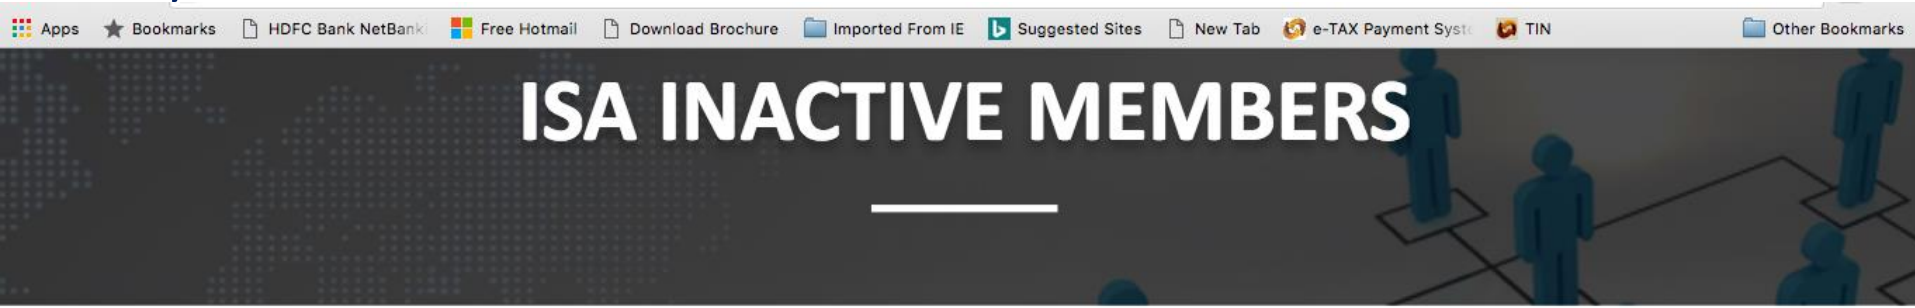 Apps Bookmarks HDFC Bank NetBank Free Hotmail Download Brochure Imported From IE Suggested Sites New Tab e-TAX Payment Syst TIN Other Bookmarks
ISA INACTIVE MEMBERS